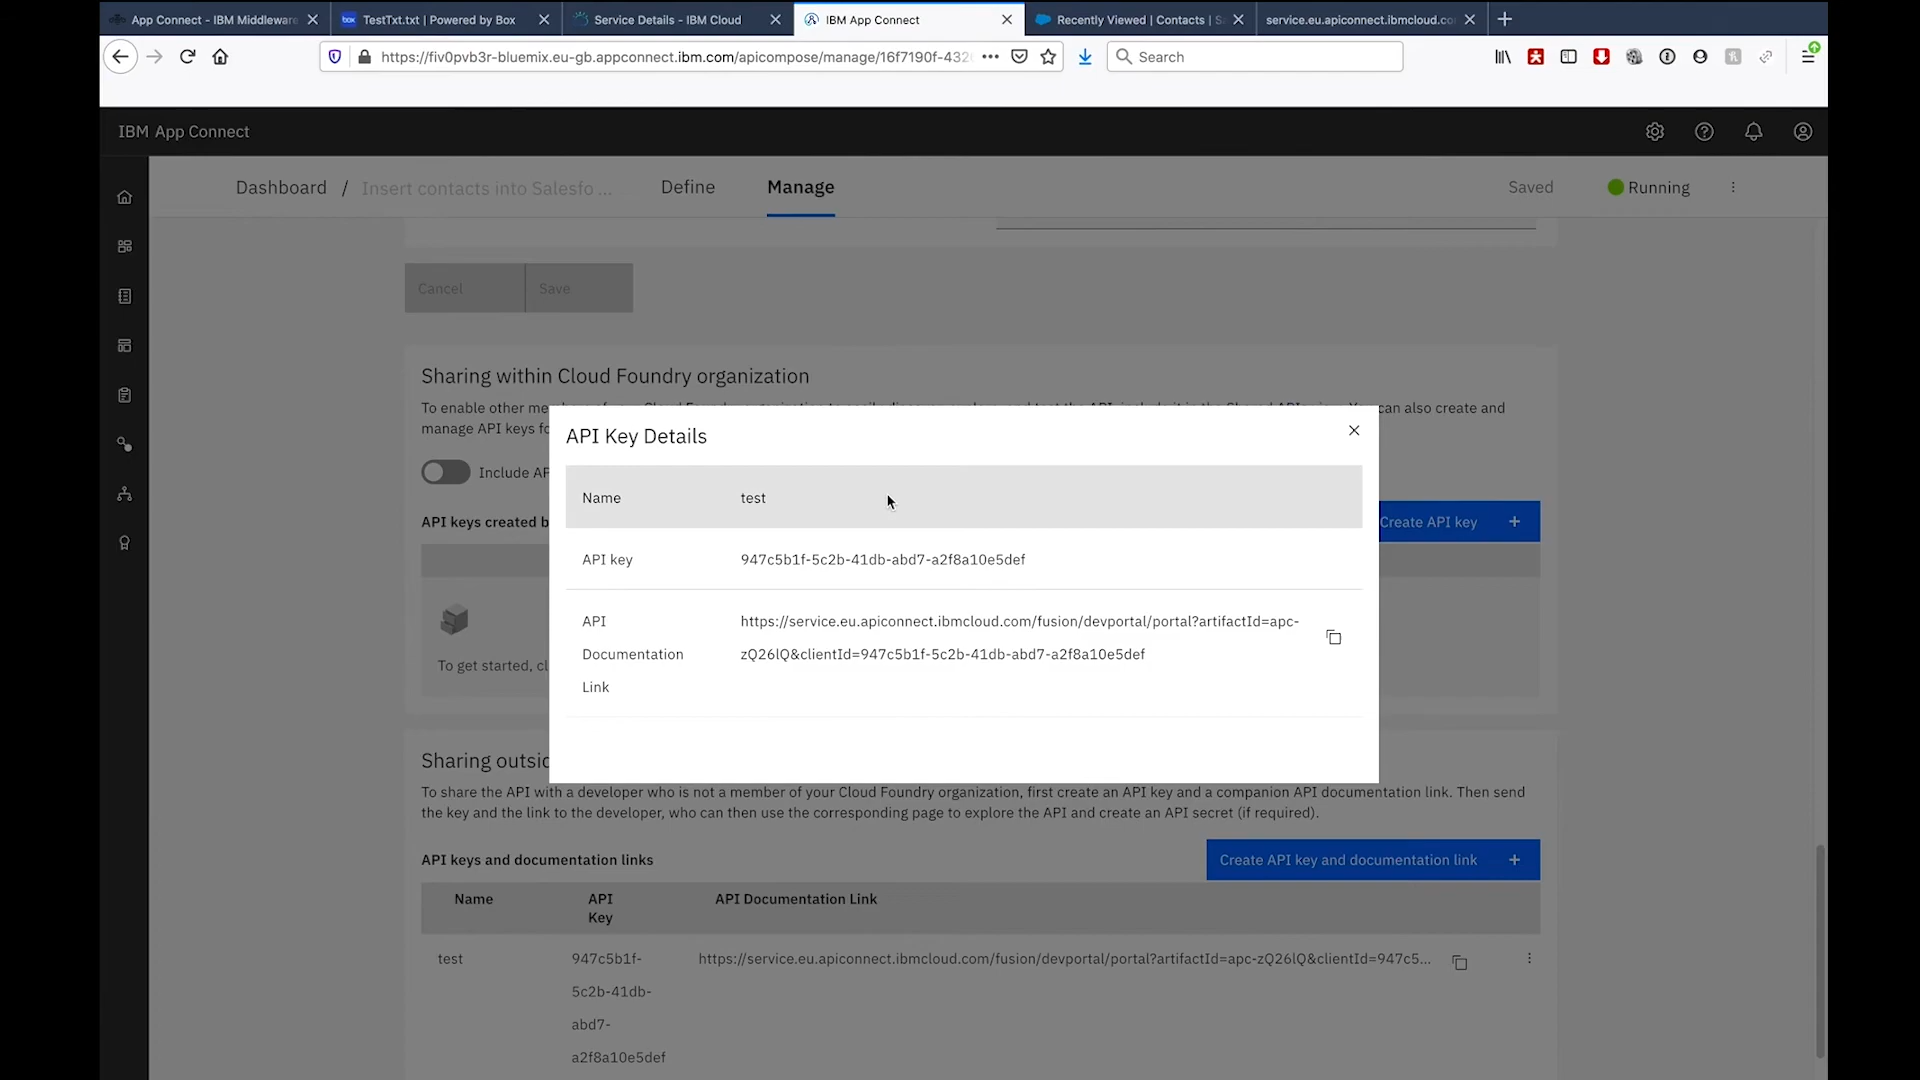 App Connect - IBM Middleware
TestTxt.txt | Powered by Box
Service Details - IBM Cloud
IBM App Connect
Recently Viewed | Contacts | Sa
service.eu.apiconnect.ibmcloud.co
https://fiv0pvb3r-bluemix.eu-gb.appconnect.ibm.com/apicompose/manage/16f7190f-432
Search
IBM App Connect
Dashboard / Insert contacts into Salesfo ...
Define
Manage
Saved
Running
Cancel
Save
Sharing within Cloud Foundry organization
To enable other me
can also create and
manage API keys fo
Include AP
API keys created b
Create API key +
To get started, cl
API Key Details
Name test
API key 947c5b1f-5c2b-41db-abd7-a2f8a10e5def
API https://service.eu.apiconnect.ibmcloud.com/fusion/devportal/portal?artifactId=apc-
Documentation zQ26lQ&clientId=947c5b1f-5c2b-41db-abd7-a2f8a10e5def
Link
Sharing outsid
To share the API with a developer who is not a member of your Cloud Foundry organization, first create an API key and a companion API documentation link. Then send
the key and the link to the developer, who can then use the corresponding page to explore the API and create an API secret (if required).
API keys and documentation links
Create API key and documentation link +
Name
API
Key
API Documentation Link
test
947c5b1f-
5c2b-41db-
abd7-
a2f8a10e5def
https://service.eu.apiconnect.ibmcloud.com/fusion/devportal/portal?artifactId=apc-zQ26lQ&clientId=947c5...